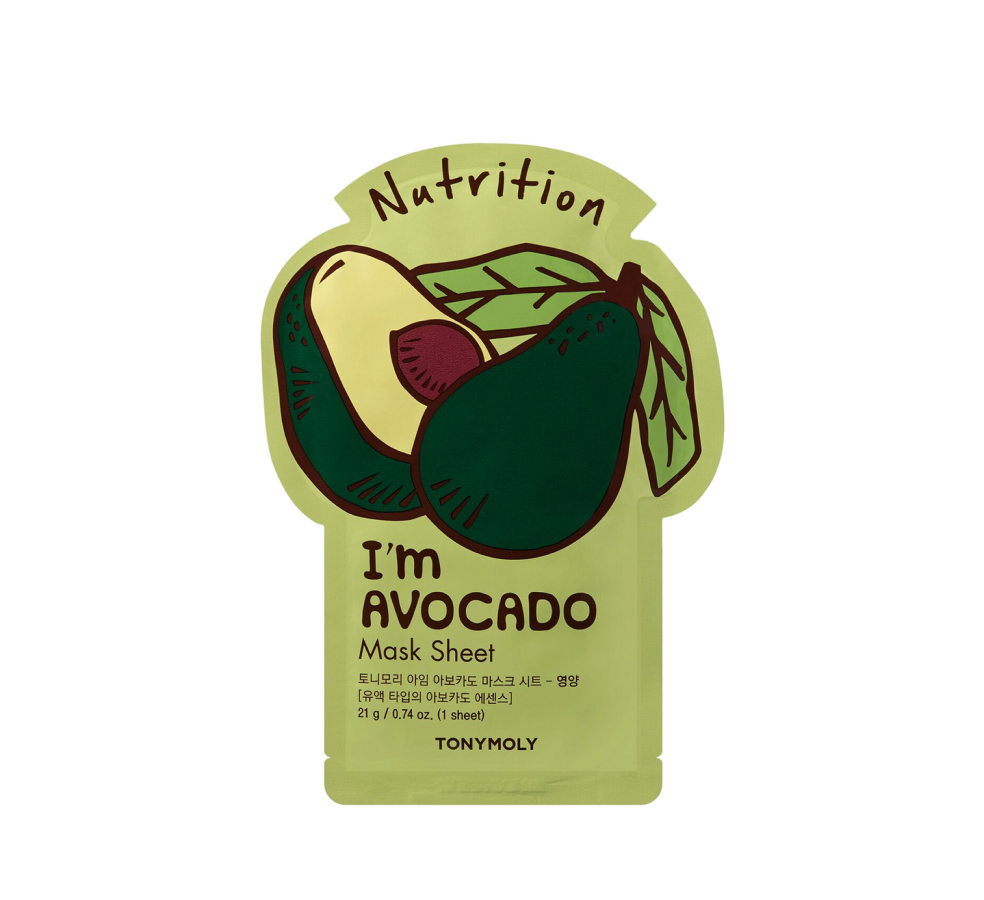 Nutrition
I'm
AVOCADO
Mask Sheet
토니모리 아임 아보카도 마스크 시트 - 영양
[유액 타입의 아보카도 에센스]
21 g / 0.74 oz. (1 sheet)
TONYMOLY